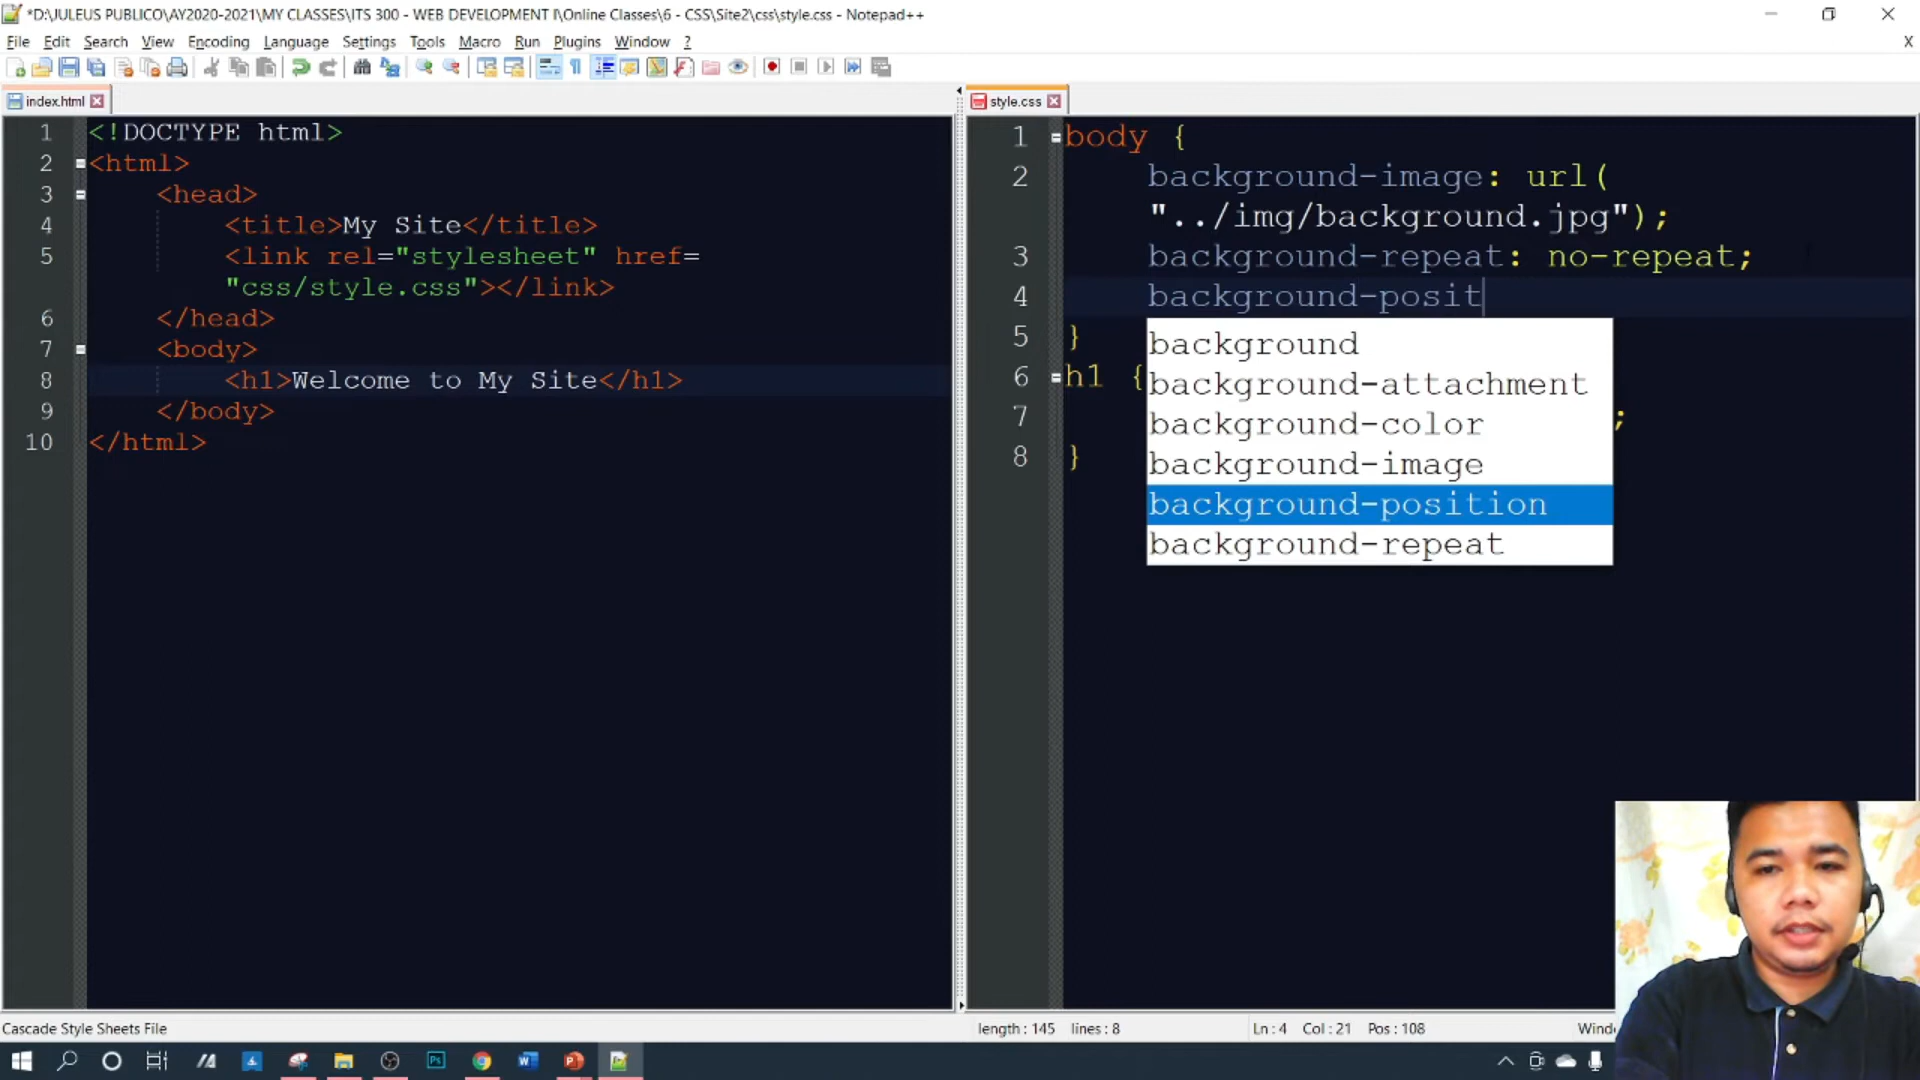 *D:\JULEUS PUBLICO\AY2020-2021\MY CLASSES\ITS 300 - WEB DEVELOPMENT I\Online Classes\6 - CSS\Site2\css\style.css - Notepad++
File Edit Search View Encoding Language Settings Tools Macro Run Plugins Window ? X
index.html
1 <!DOCTYPE html>
2 <html>
3 <head>
4 <title>My Site</title>
5 <link rel="stylesheet" href=
"css/style.css"></link>
6 </head>
7 <body>
8 <h1>Welcome to My Site</h1>
9 </body>
10 </html>
style.css
1 body {
2 background-image: url(
"../img/background.jpg");
3 background-repeat: no-repeat;
4 background-posit
5 }
6 h1 {
7 ;
8 }
background
background-attachment
background-color
background-image
background-position
background-repeat
Cascade Style Sheets File length : 145 lines : 8 Ln : 4 Col : 21 Pos : 108